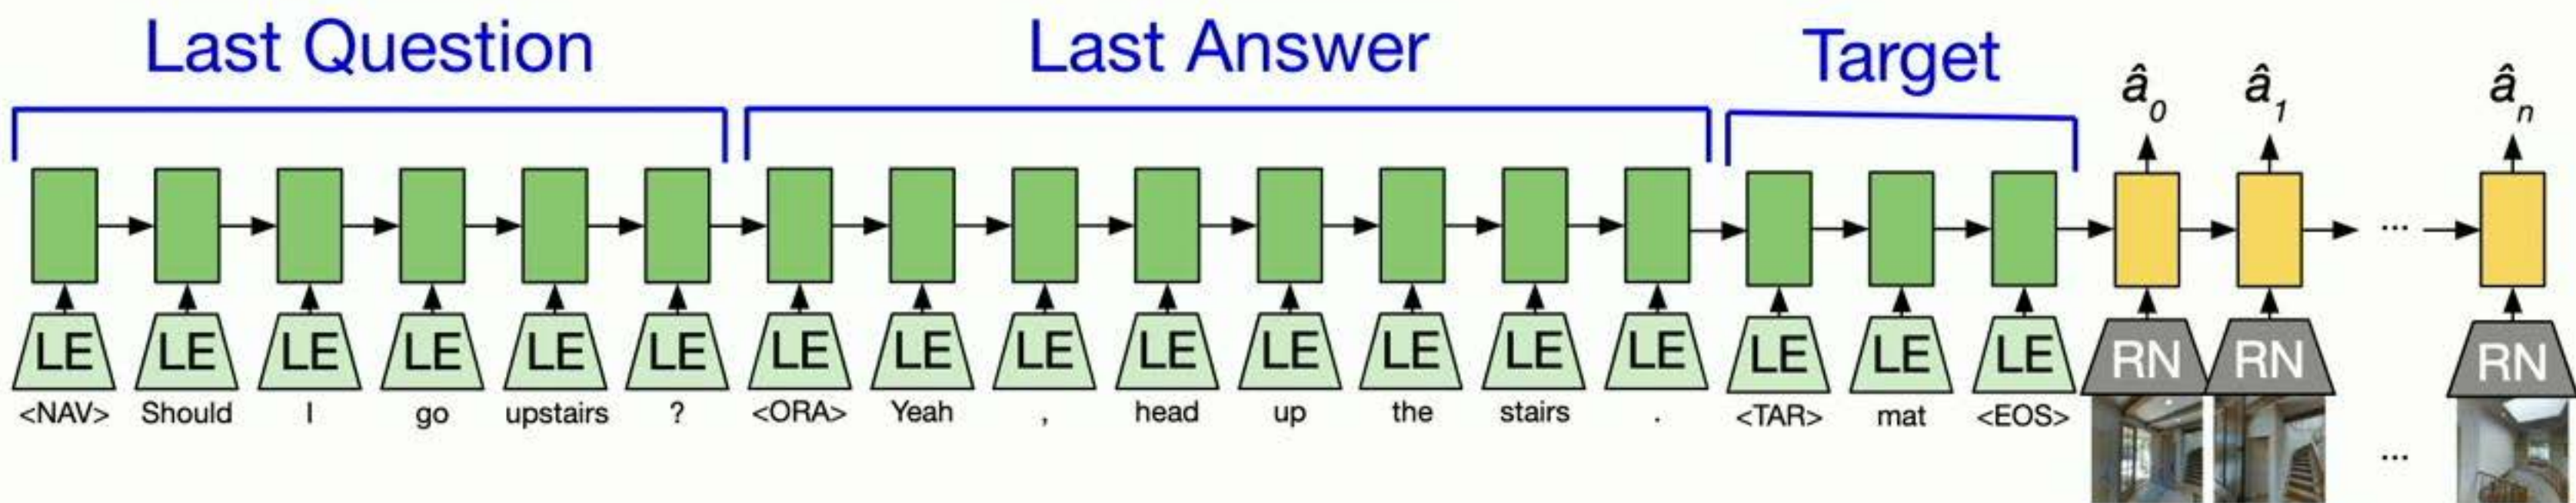 Last Question Last Answer Target
â0 â1 ân
LE LE LE LE LE LE LE LE LE LE LE LE LE LE LE LE LE RN RN ... RN
<NAV> Should I go upstairs ? <ORA> Yeah , head up the stairs . <TAR> mat <EOS>
...
...